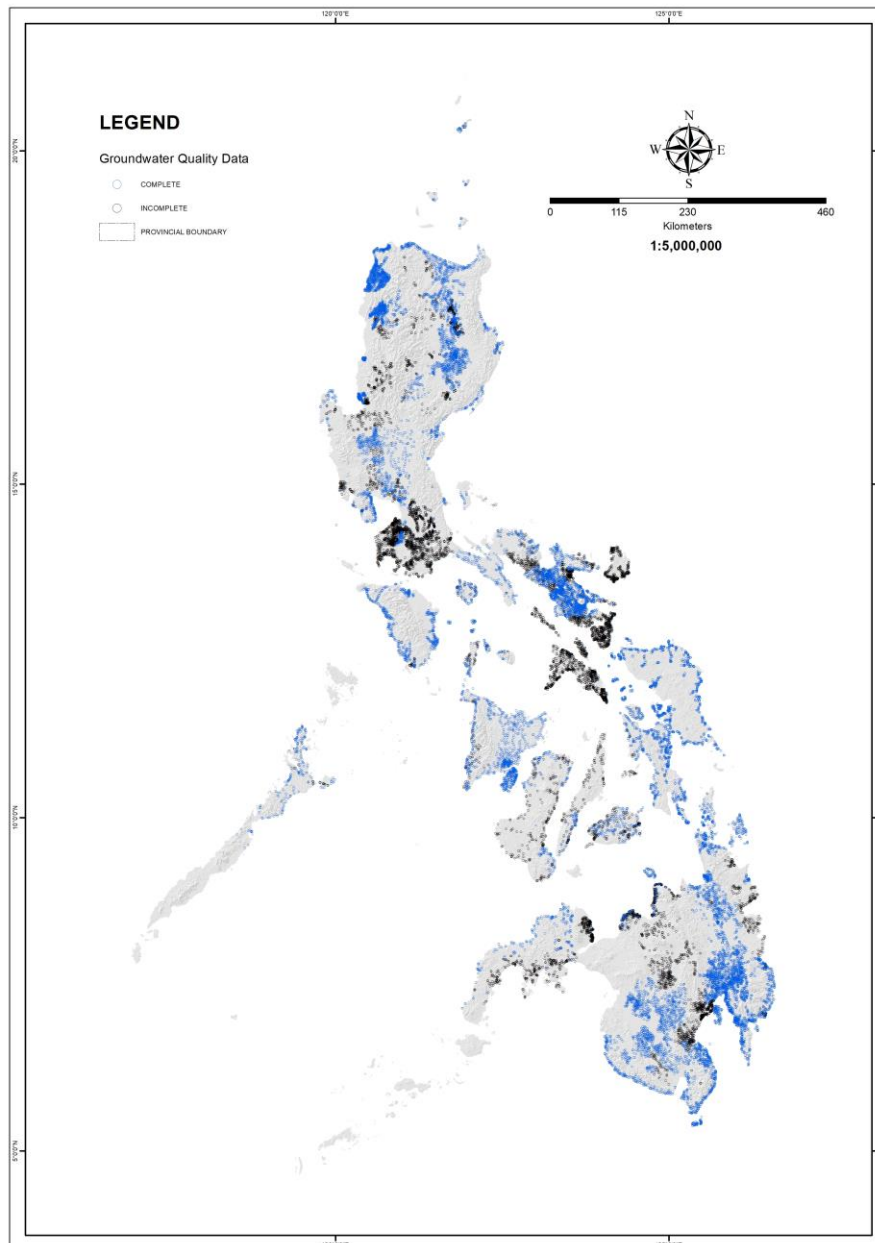 120°0'0"E 125°0'0"E
LEGEND
Groundwater Quality Data
COMPLETE
INCOMPLETE
PROVINCIAL BOUNDARY
N
W E
S
0 115 230 460
Kilometers
1:5,000,000
20°0'0"N
15°0'0"N
10°0'0"N
5°0'0"N